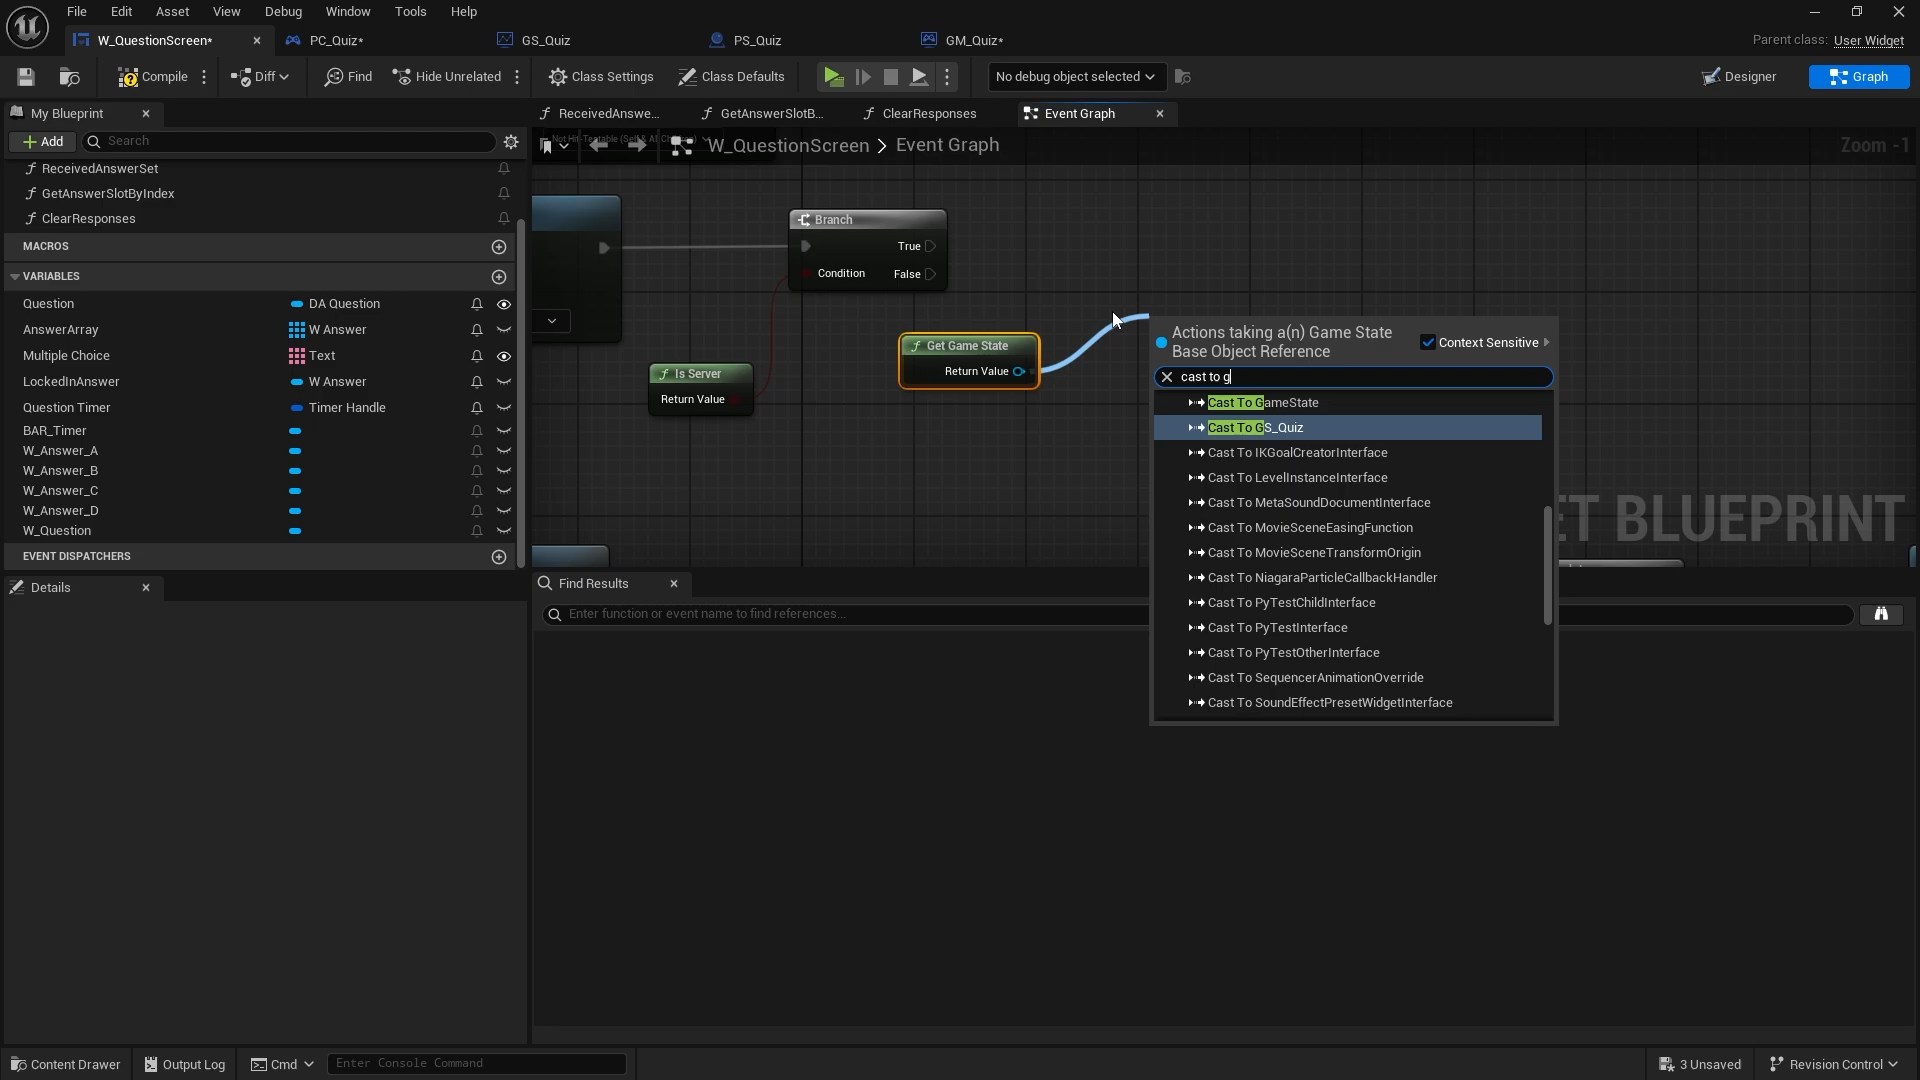 File Edit Asset View Debug Window Tools Help
W_QuestionScreen* PC_Quiz* GS_Quiz PS_Quiz GM_Quiz* Parent class: User Widget
Compile Diff Find Hide Unrelated Class Settings Class Defaults No debug object selected Designer Graph
My Blueprint ReceivedAnswe... GetAnswerSlotB... ClearResponses Event Graph
Add Search W_QuestionScreen > Event Graph Zoom -1
ReceivedAnswerSet
GetAnswerSlotByIndex
ClearResponses
MACROS
VARIABLES
Question DA Question
AnswerArray W Answer
Multiple Choice Text
LockedInAnswer W Answer
Question Timer Timer Handle
BAR_Timer
W_Answer_A
W_Answer_B
W_Answer_C
W_Answer_D
W_Question
EVENT DISPATCHERS
Details
Branch
True
Condition False
Is Server
Return Value
Get Game State
Return Value
Actions taking a(n) Game State
Base Object Reference
Context Sensitive
cast to g
Cast To GameState
Cast To GS_Quiz
Cast To IKGoalCreatorInterface
Cast To LevelInstanceInterface
Cast To MetaSoundDocumentInterface
Cast To MovieSceneEasingFunction
Cast To MovieSceneTransformOrigin
Cast To NiagaraParticleCallbackHandler
Cast To PyTestChildInterface
Cast To PyTestInterface
Cast To PyTestOtherInterface
Cast To SequencerAnimationOverride
Cast To SoundEffectPresetWidgetInterface
ET BLUEPRINT
Find Results
Enter function or event name to find references...
Content Drawer Output Log Cmd Enter Console Command 3 Unsaved Revision Control